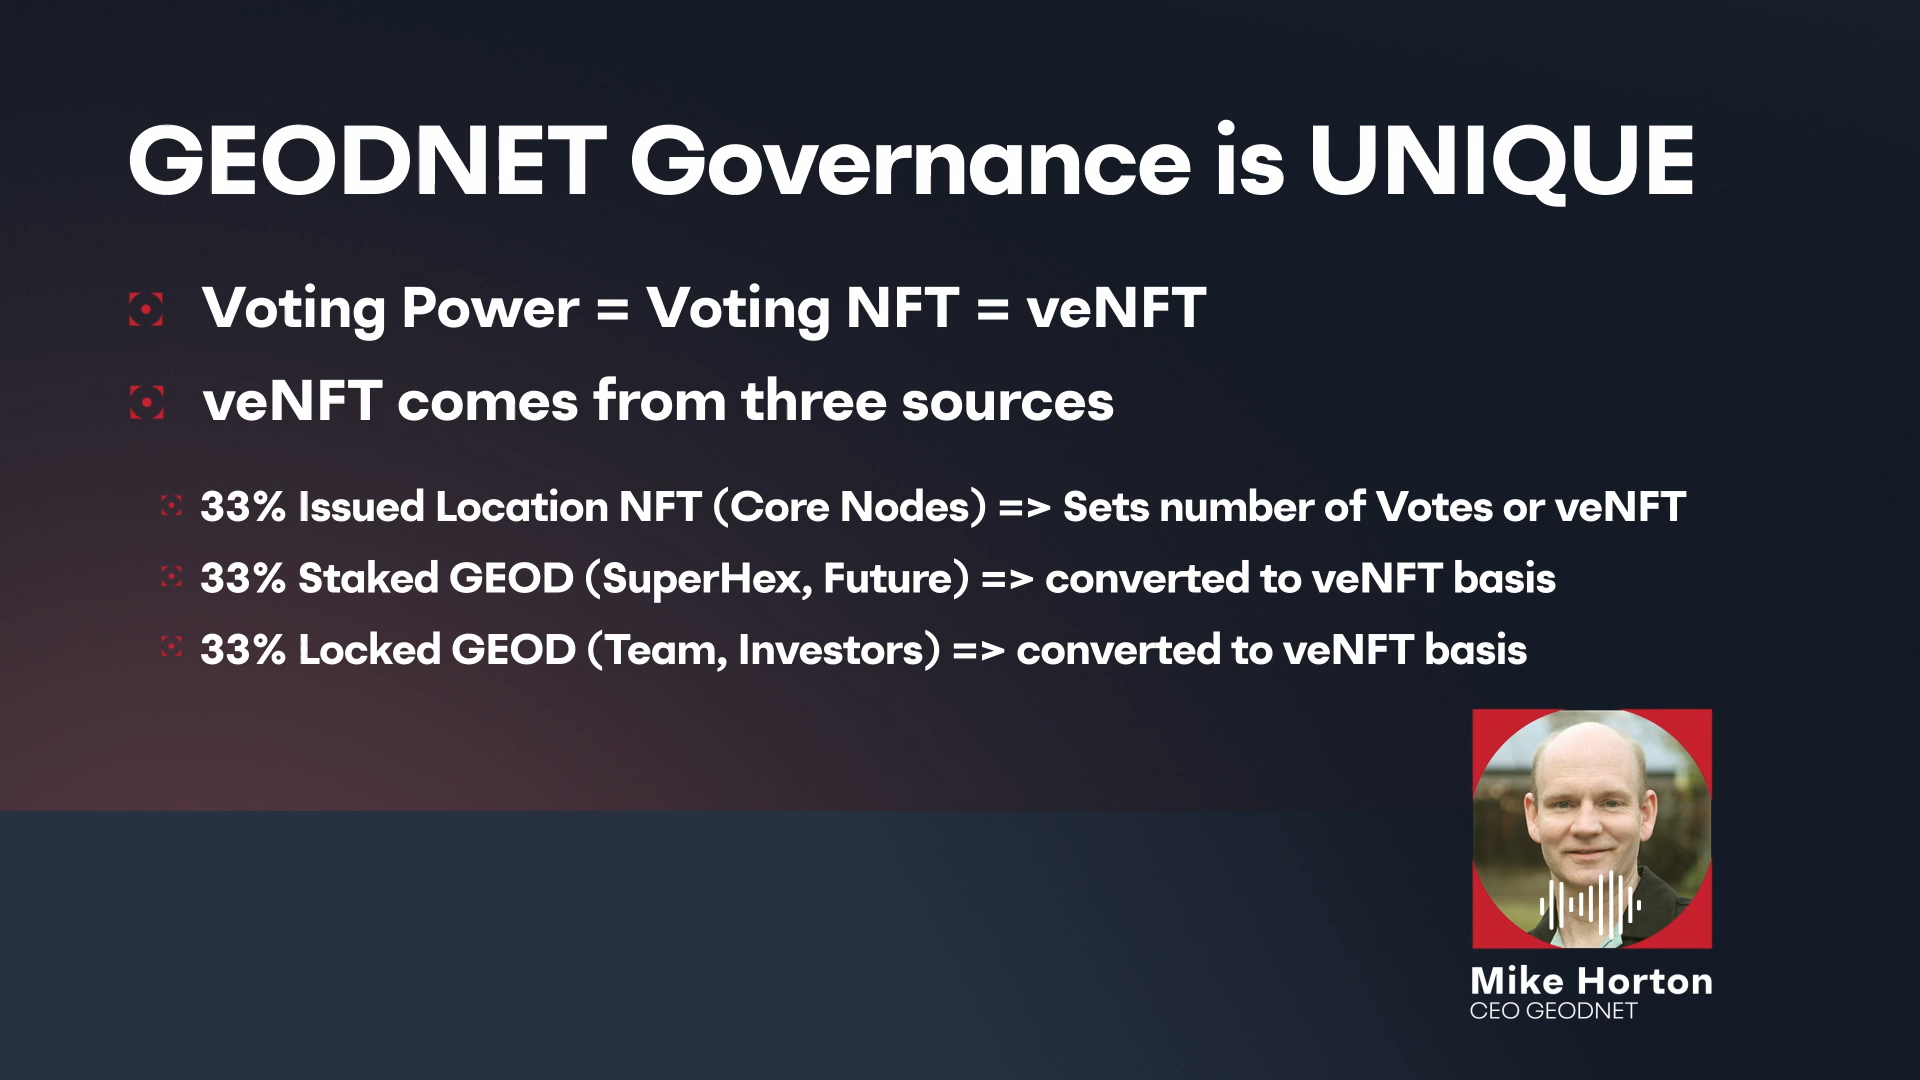 GEODNET Governance is UNIQUE
Voting Power = Voting NFT = veNFT
veNFT comes from three sources
33% Issued Location NFT (Core Nodes) => Sets number of Votes or veNFT
33% Staked GEOD (SuperHex, Future) => converted to veNFT basis
33% Locked GEOD (Team, Investors) => converted to veNFT basis
Mike Horton
CEO GEODNET